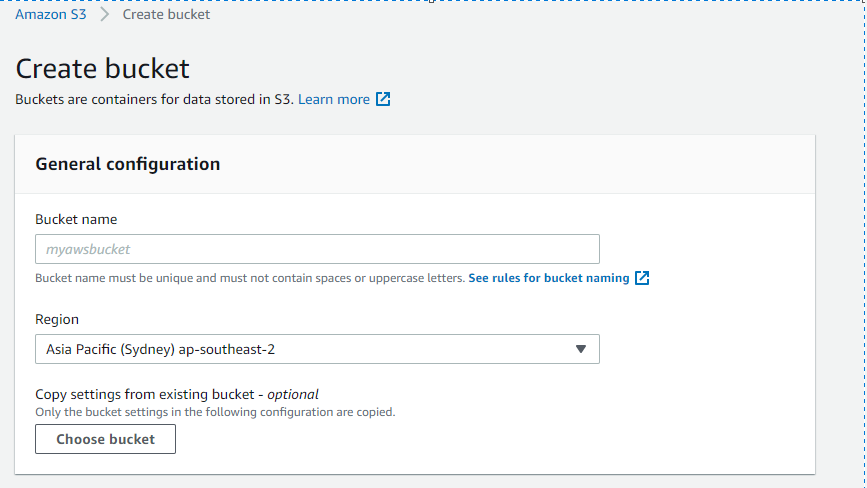 Amazon S3 > Create bucket
Create bucket
Buckets are containers for data stored in S3. Learn more
General configuration
Bucket name
myawsbucket
Bucket name must be unique and must not contain spaces or uppercase letters. See rules for bucket naming
Region
Asia Pacific (Sydney) ap-southeast-2
Copy settings from existing bucket - optional
Only the bucket settings in the following configuration are copied.
Choose bucket